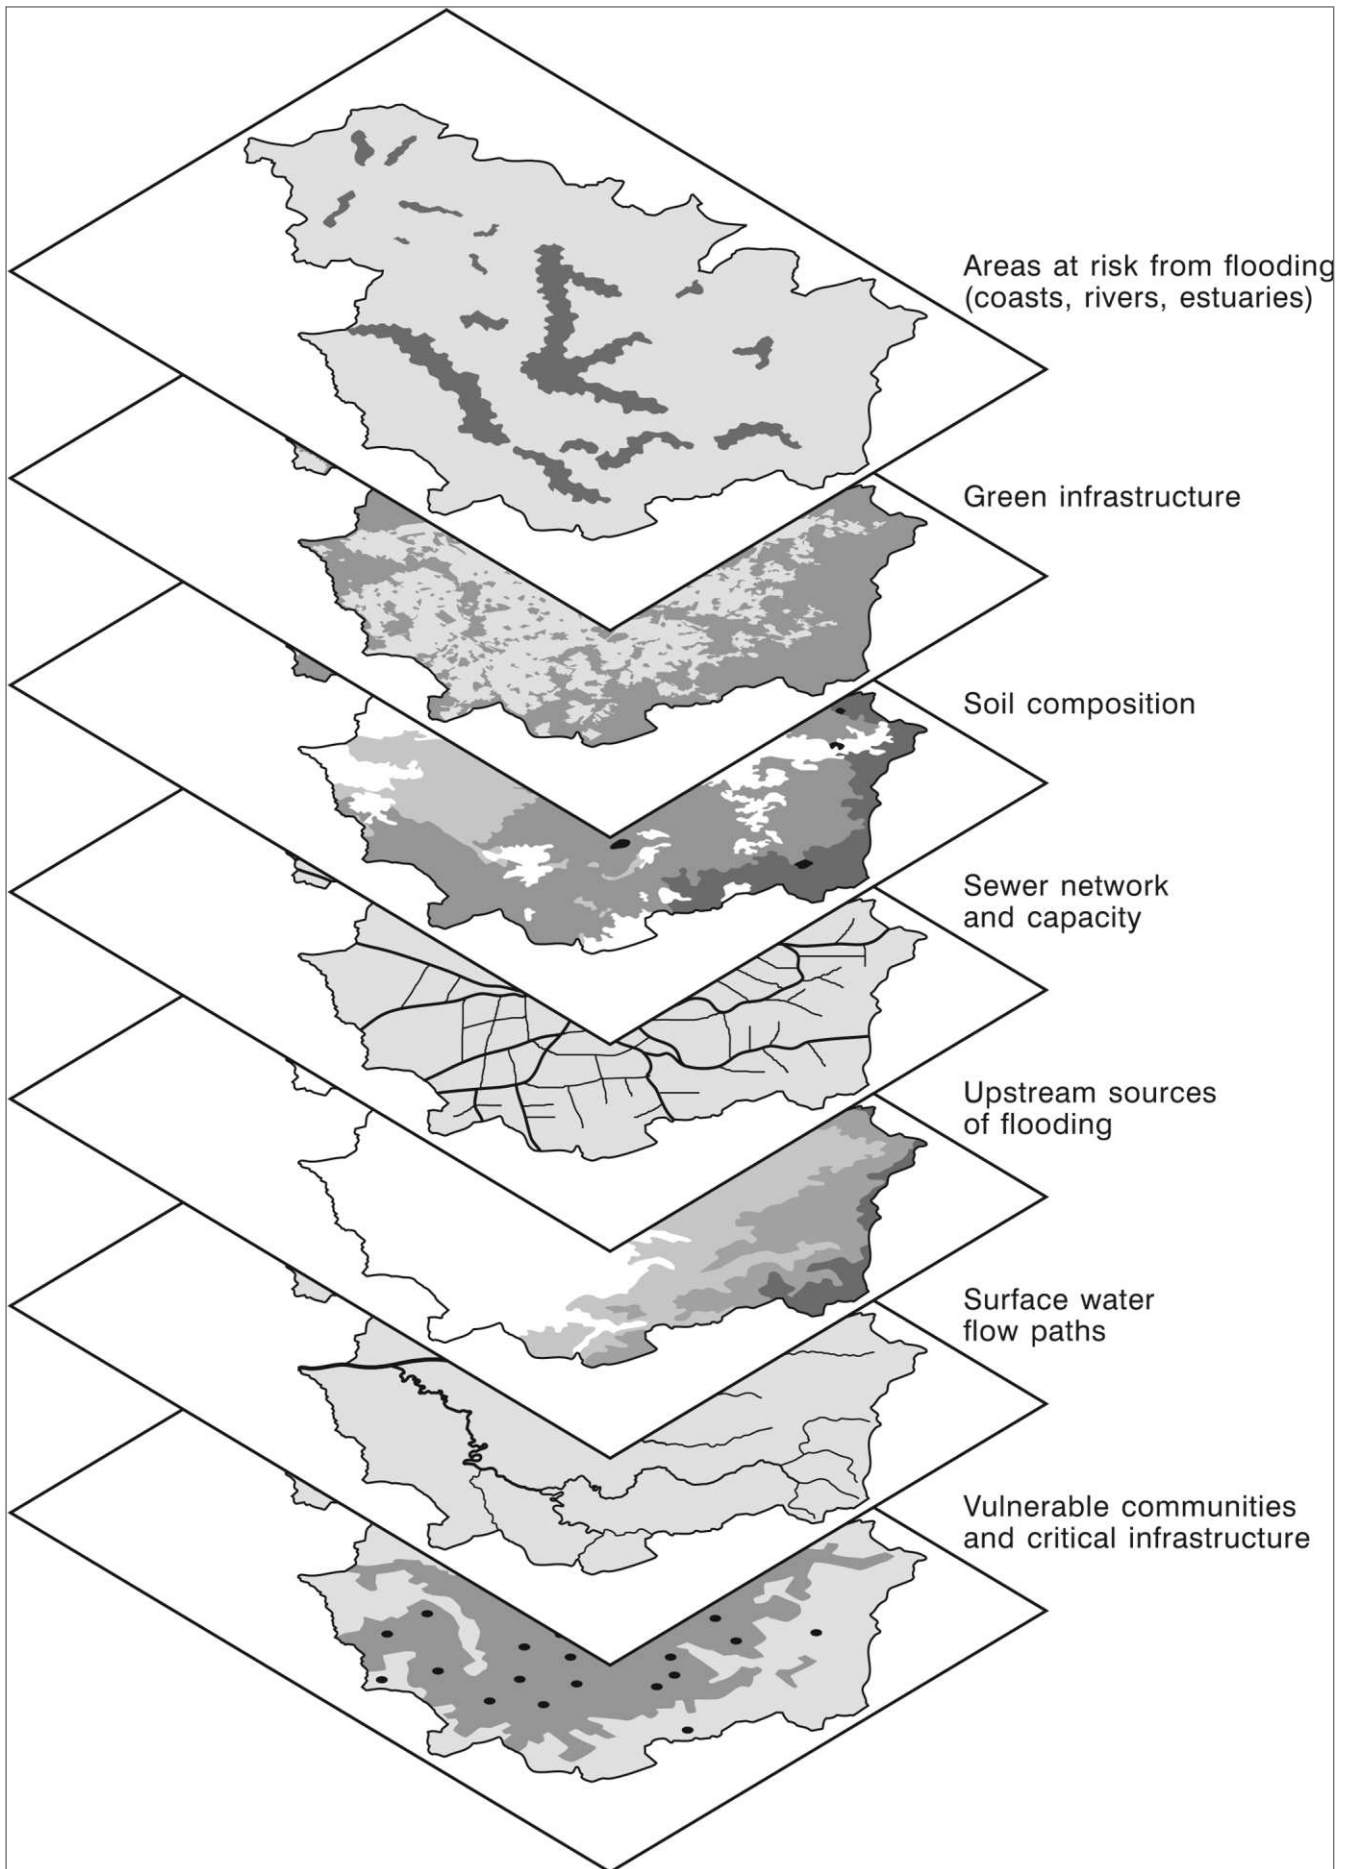 Areas at risk from flooding
(coasts, rivers, estuaries)
Green infrastructure
Soil composition
Sewer network
and capacity
Upstream sources
of flooding
Surface water
flow paths
Vulnerable communities
and critical infrastructure